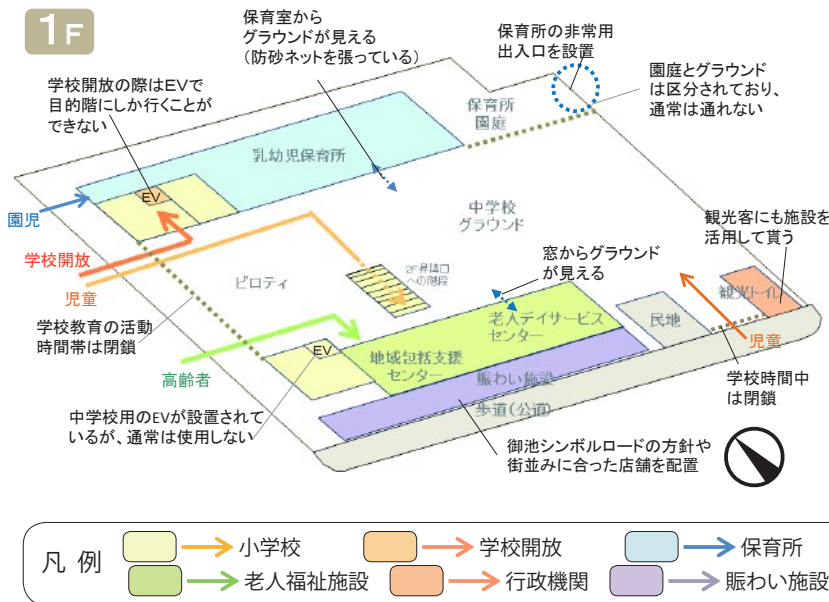 1F
保育室から
グラウンドが見える
（防砂ネットを張っている）
保育所の非常用
出入口を設置
園庭とグラウンド
は区分されており、
通常は通れない
学校開放の際はEVで
目的階にしか行くことが
できない
保育所
園庭
乳幼児保育所
EV
園児
中学校
グラウンド
観光客にも施設を
活用して貰う
学校開放
児童
ピロティ
2F昇降口
への階段
窓からグラウンド
が見える
観光トイレ
学校教育の活動
時間帯は閉鎖
老人デイサービス
センター
民地
児童
高齢者
EV
地域包括支援
センター
賑わい施設
歩道（公道）
学校時間中
は閉鎖
中学校用のEVが設置されて
いるが、通常は使用しない
御池シンボルロードの方針や
街並みに合った店舗を配置
凡 例
小学校
学校開放
保育所
老人福祉施設
行政機関
賑わい施設